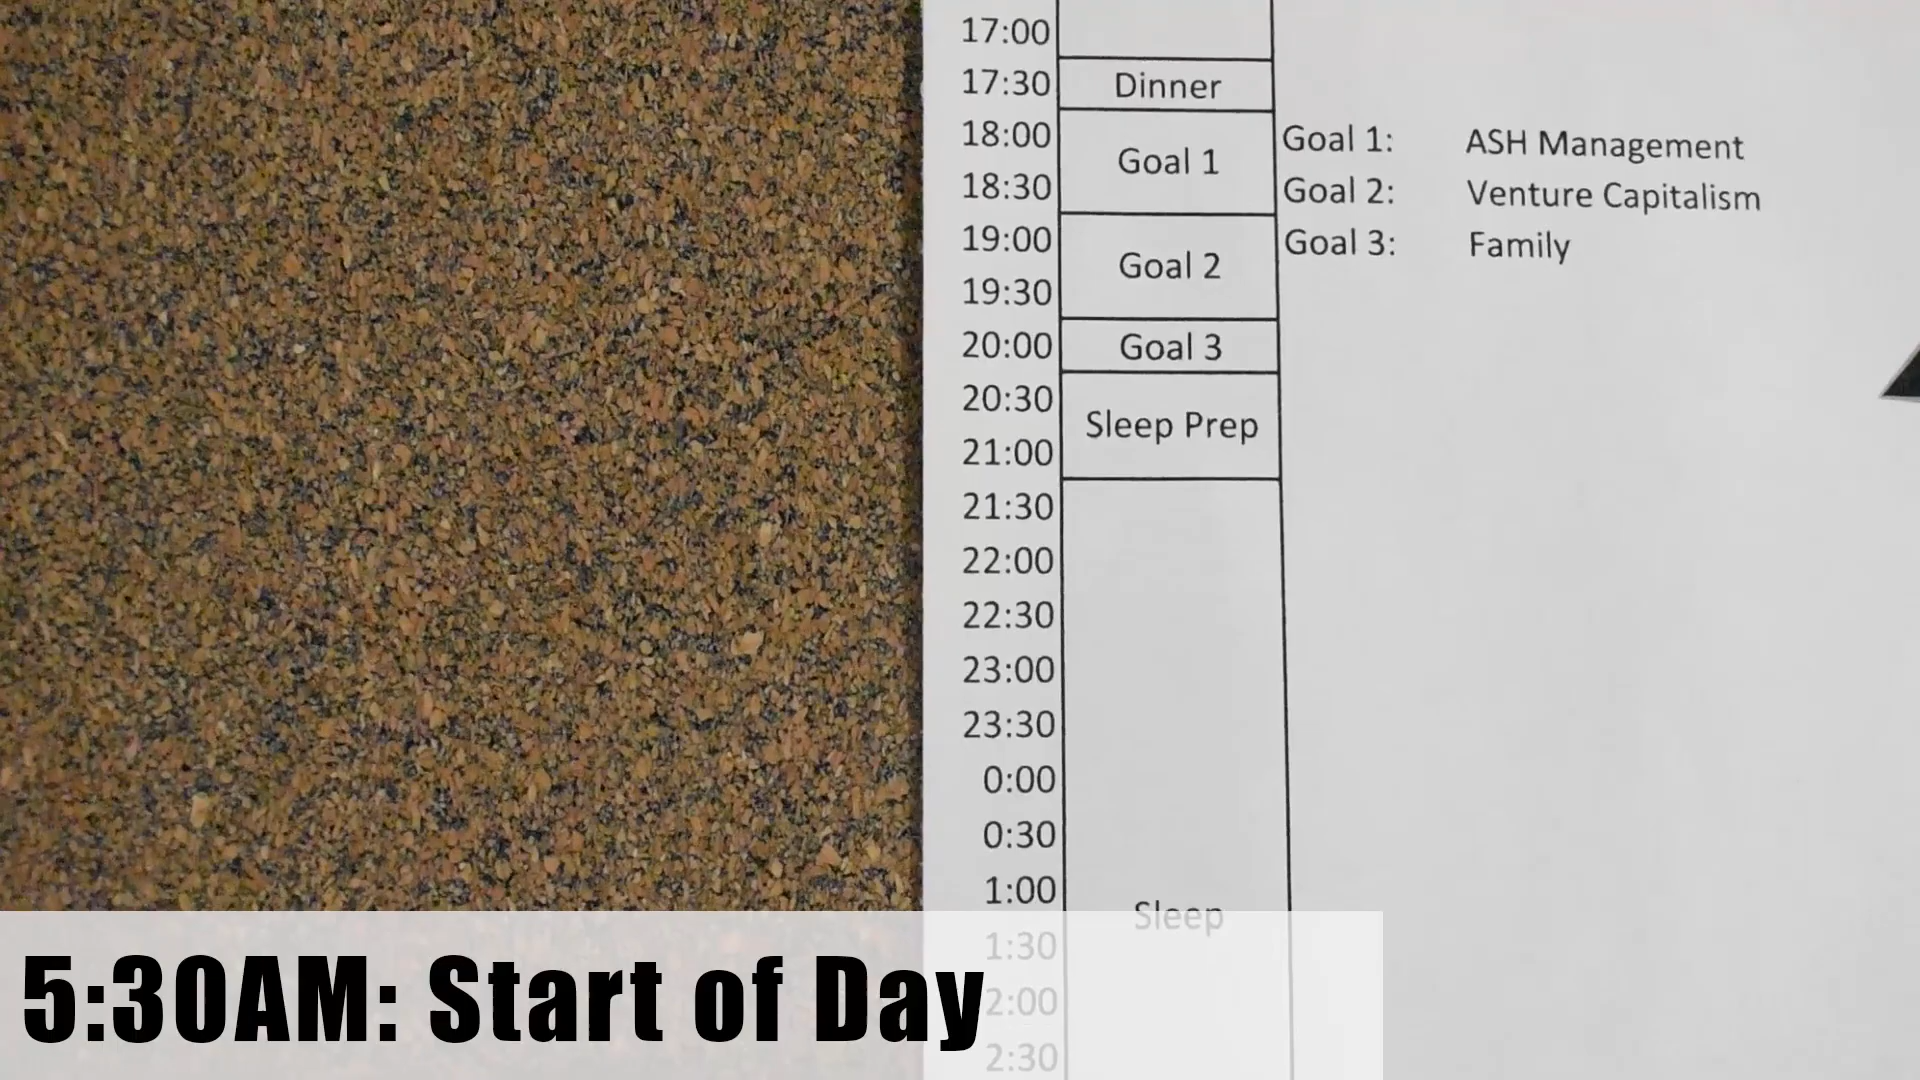 17:00
17:30 Dinner
18:00
Goal 1
18:30
19:00
Goal 2
19:30
20:00 Goal 3
20:30
Sleep Prep
21:00
21:30
22:00
22:30
23:00
23:30
0:00
0:30
1:00
Sleep
1:30
2:00
2:30
Goal 1: ASH Management
Goal 2: Venture Capitalism
Goal 3: Family
5:30AM: Start of Day